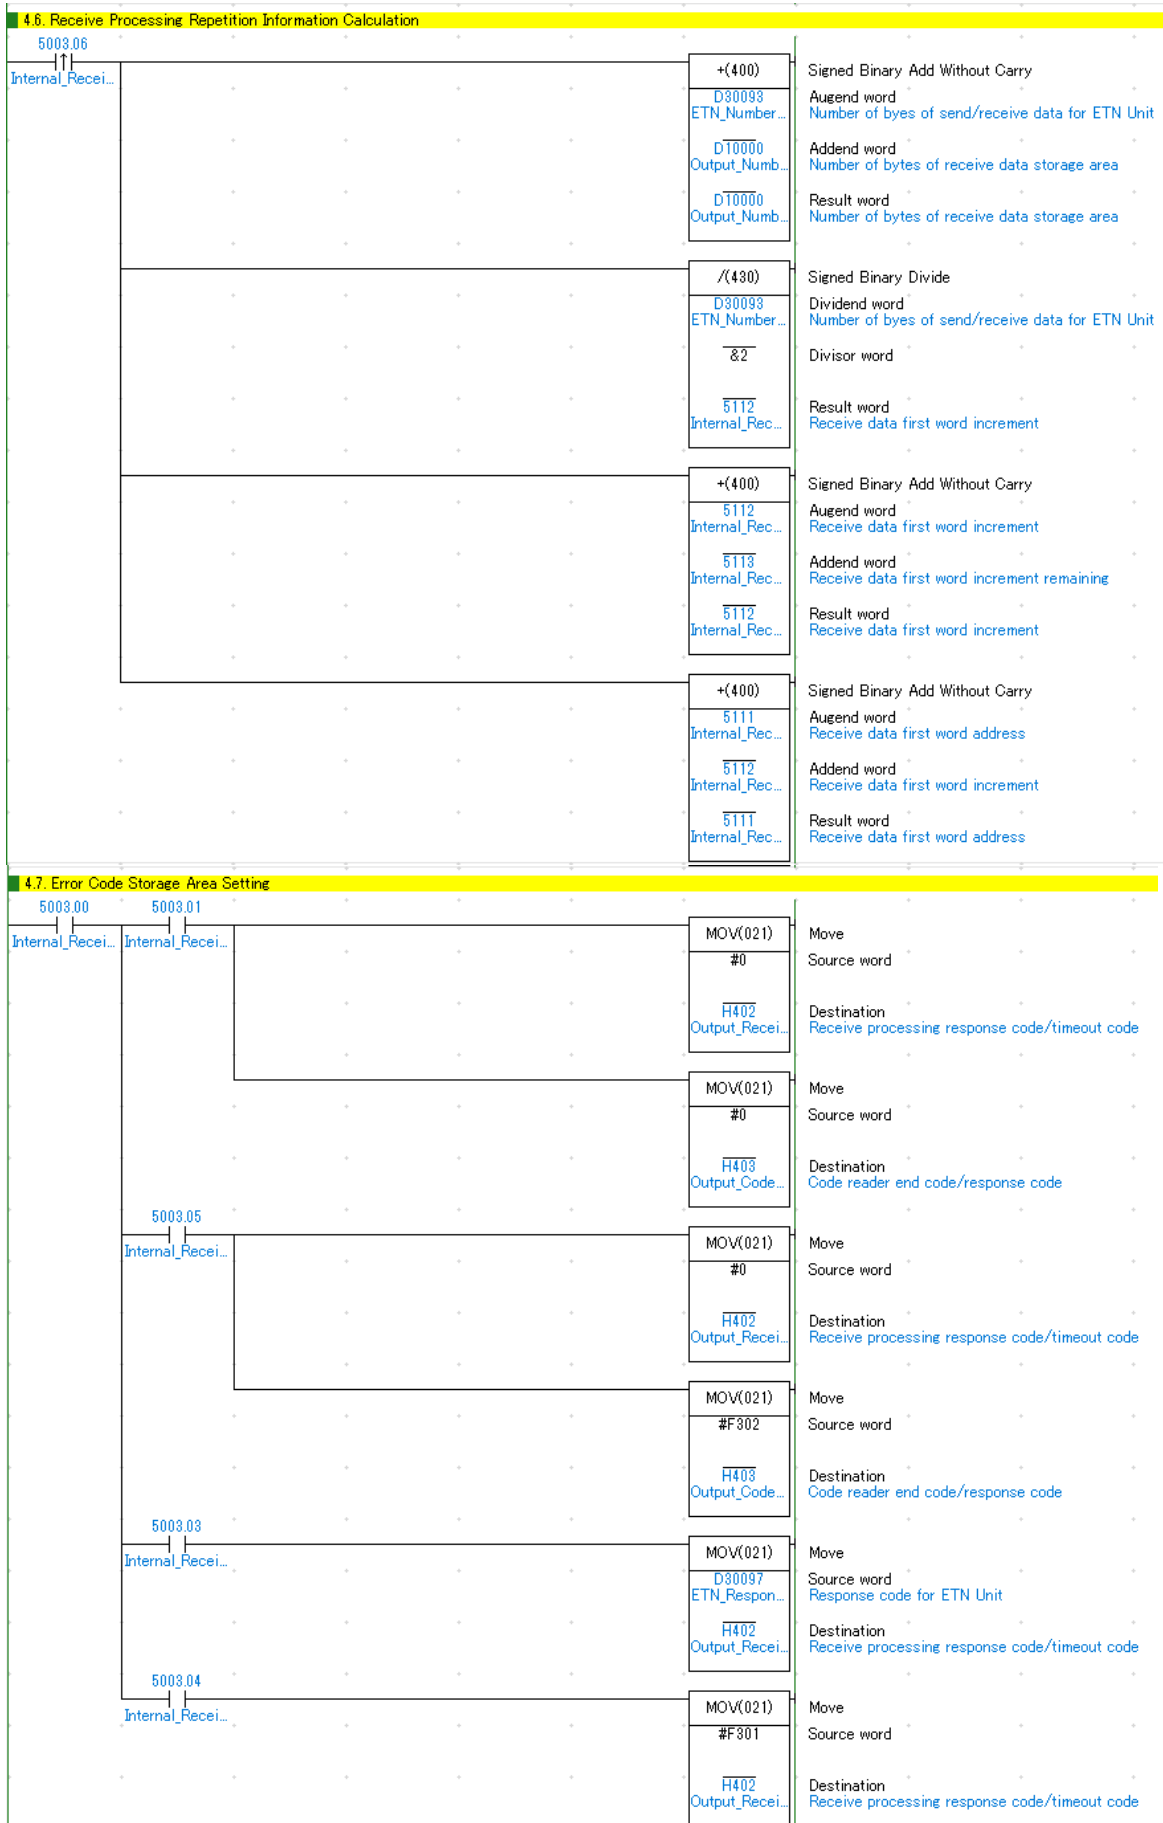 4.6. Receive Processing Repetition Information Calculation
5003.06
Internal_Recei...
+(400)
Signed Binary Add Without Carry
D30093
Augend word
ETN_Number...
Number of byes of send/receive data for ETN Unit
D10000
Addend word
Output_Numb...
Number of bytes of receive data storage area
D10000
Result word
Output_Numb...
Number of bytes of receive data storage area
/(430)
Signed Binary Divide
D30093
Dividend word
ETN_Number...
Number of byes of send/receive data for ETN Unit
&2
Divisor word
5112
Result word
Internal_Rec...
Receive data first word increment
+(400)
Signed Binary Add Without Carry
5112
Augend word
Internal_Rec...
Receive data first word increment
5113
Addend word
Internal_Rec...
Receive data first word increment remaining
5112
Result word
Internal_Rec...
Receive data first word increment
+(400)
Signed Binary Add Without Carry
5111
Augend word
Internal_Rec...
Receive data first word address
5112
Addend word
Internal_Rec...
Receive data first word increment
5111
Result word
Internal_Rec...
Receive data first word address
4.7. Error Code Storage Area Setting
5003.00
5003.01
Internal_Recei...
Internal_Recei...
MOV(021)
Move
#0
Source word
H402
Destination
Output_Recei...
Receive processing response code/timeout code
MOV(021)
Move
#0
Source word
H403
Destination
Output_Code...
Code reader end code/response code
5003.05
Internal_Recei...
MOV(021)
Move
#0
Source word
H402
Destination
Output_Recei...
Receive processing response code/timeout code
MOV(021)
Move
#F302
Source word
H403
Destination
Output_Code...
Code reader end code/response code
5003.03
Internal_Recei...
MOV(021)
Move
D30097
Source word
ETN_Respon...
Response code for ETN Unit
H402
Destination
Output_Recei...
Receive processing response code/timeout code
5003.04
Internal_Recei...
MOV(021)
Move
#F301
Source word
H402
Destination
Output_Recei...
Receive processing response code/timeout code